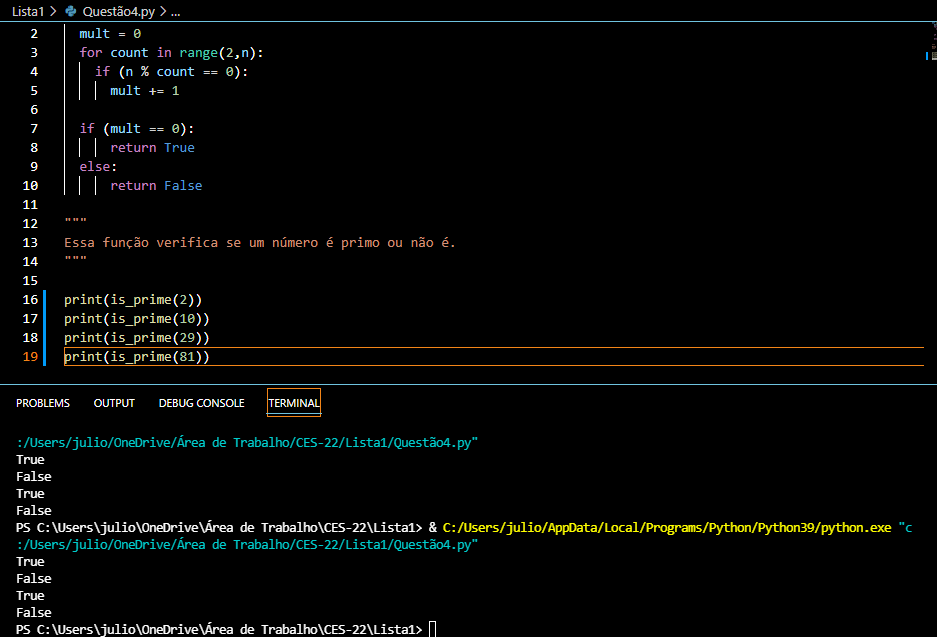 Lista1 > Questão4.py > ...
2 mult = 0
3 for count in range(2,n):
4 if (n % count == 0):
5 mult += 1
6
7 if (mult == 0):
8 return True
9 else:
10 return False
11
12 """
13 Essa função verifica se um número é primo ou não é.
14 """
15
16 print(is_prime(2))
17 print(is_prime(10))
18 print(is_prime(29))
19 print(is_prime(81))
PROBLEMS OUTPUT DEBUG CONSOLE TERMINAL
:/Users/julio/OneDrive/Área de Trabalho/CES-22/Lista1/Questão4.py"
True
False
True
False
PS C:\Users\julio\OneDrive\Área de Trabalho\CES-22\Lista1> & C:/Users/julio/AppData/Local/Programs/Python/Python39/python.exe "c
:/Users/julio/OneDrive/Área de Trabalho/CES-22/Lista1/Questão4.py"
True
False
True
False
PS C:\Users\julio\OneDrive\Área de Trabalho\CES-22\Lista1>